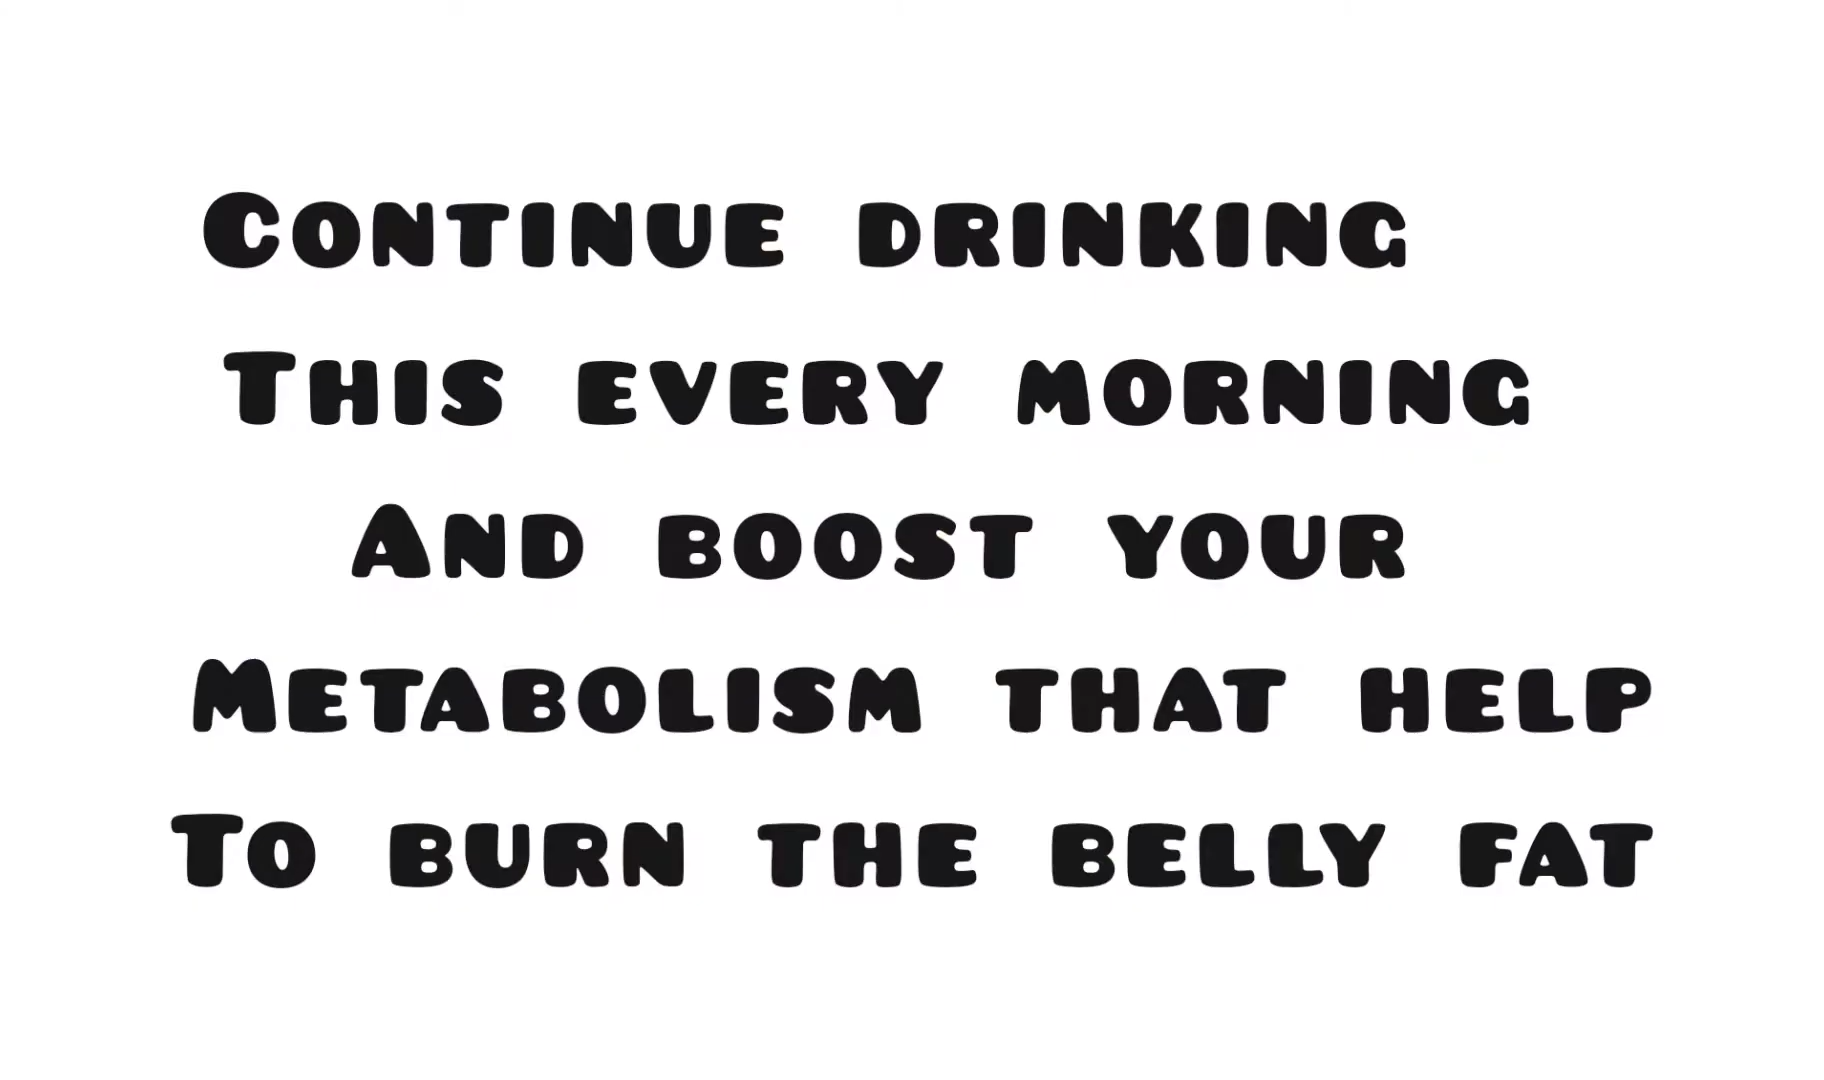 Continue drinking
This every morning
And boost your
Metabolism that help
To burn the belly fat